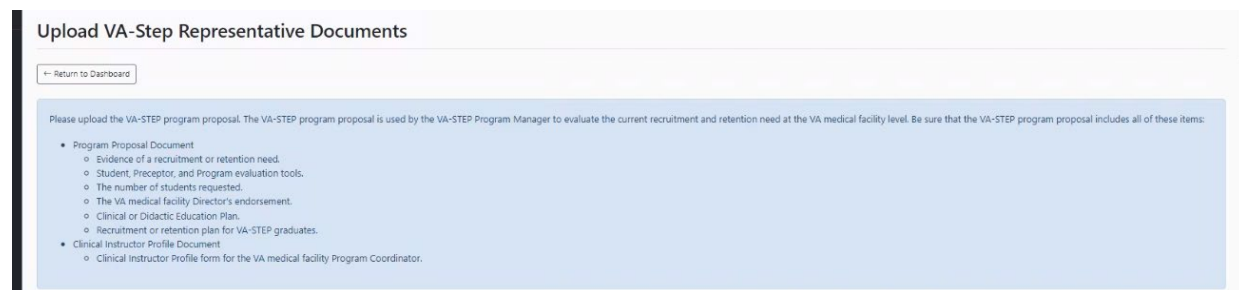 Upload VA-Step Representative Documents
← Return to Dashboard
Please upload the VA-STEP program proposal. The VA-STEP program proposal is used by the VA-STEP Program Manager to evaluate the current recruitment and retention need at the VA medical facility level. Be sure that the VA-STEP program proposal includes all of these items:
• Program Proposal Document
○ Evidence of a recruitment or retention need.
○ Student, Preceptor, and Program evaluation tools.
○ The number of students requested.
○ The VA medical facility Director's endorsement.
○ Clinical or Didactic Education Plan.
○ Recruitment or retention plan for VA-STEP graduates.
• Clinical Instructor Profile Document
○ Clinical Instructor Profile form for the VA medical facility Program Coordinator.